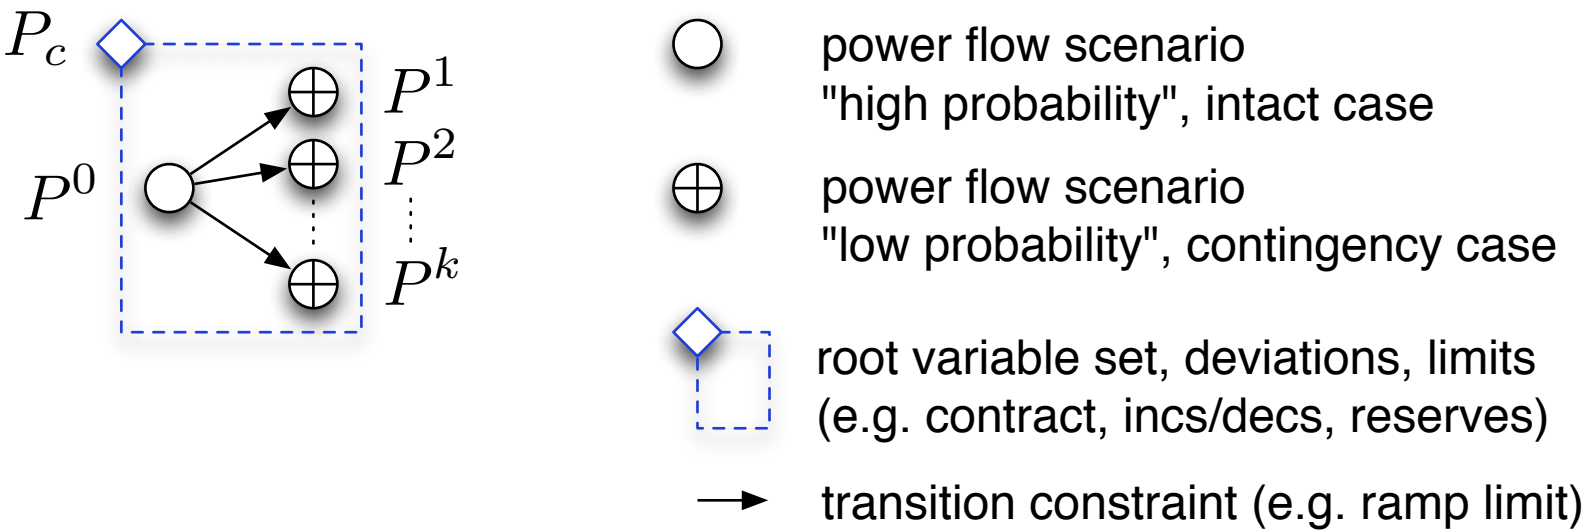 P_c
P^1
P^2
P^0
P^k
power flow scenario
"high probability", intact case
power flow scenario
"low probability", contingency case
root variable set, deviations, limits
(e.g. contract, incs/decs, reserves)
transition constraint (e.g. ramp limit)